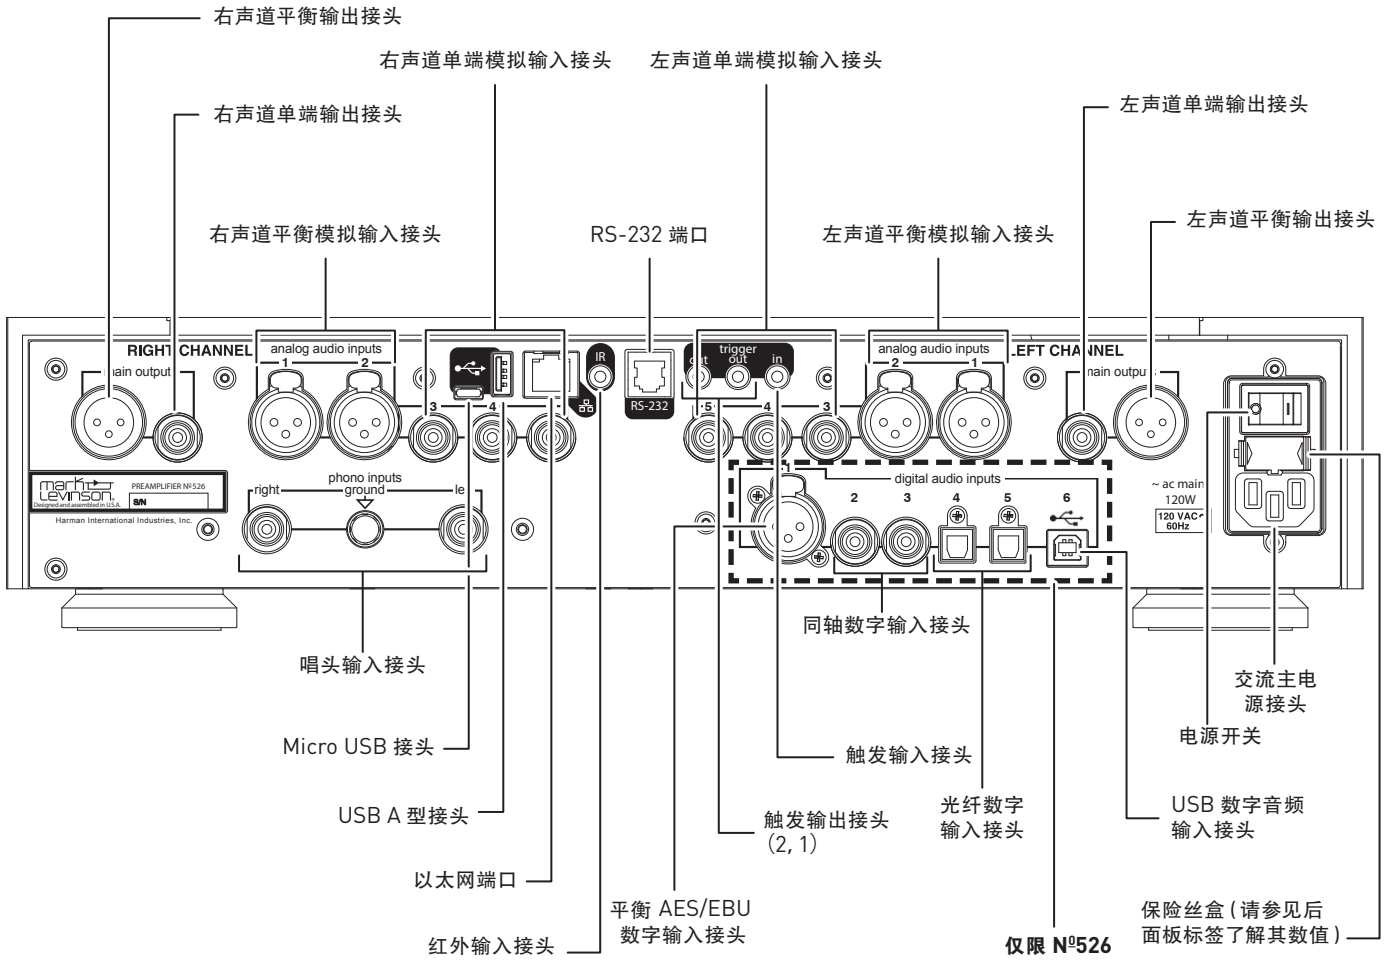 右声道平衡输出接头
右声道单端模拟输入接头
左声道单端模拟输入接头
右声道单端输出接头
左声道单端输出接头
右声道平衡模拟输入接头
RS-232 端口
左声道平衡模拟输入接头
左声道平衡输出接头
RIGHT CHANNEL
main output
analog audio inputs
1 2
3 4
IR
RS-232
trigger
out out in
5 4 3
analog audio inputs
2 1
LEFT CHANNEL
main outputs
mark
Levinson
Designed and assembled in U.S.A.
PREAMPLIFIER Nº526
S/N
Harman International Industries, Inc.
phono inputs
right ground le
digital audio inputs
1 2 3 4 5 6
~ ac main
120W
120 VAC~
60Hz
同轴数字输入接头
唱头输入接头
交流主电
源接头
Micro USB 接头
触发输入接头
电源开关
USB A 型接头
触发输出接头
(2, 1)
光纤数字
输入接头
USB 数字音频
输入接头
以太网端口
平衡 AES/EBU
数字输入接头
保险丝盒 (请参见后
面板标签了解其数值)
红外输入接头
仅限 Nº526